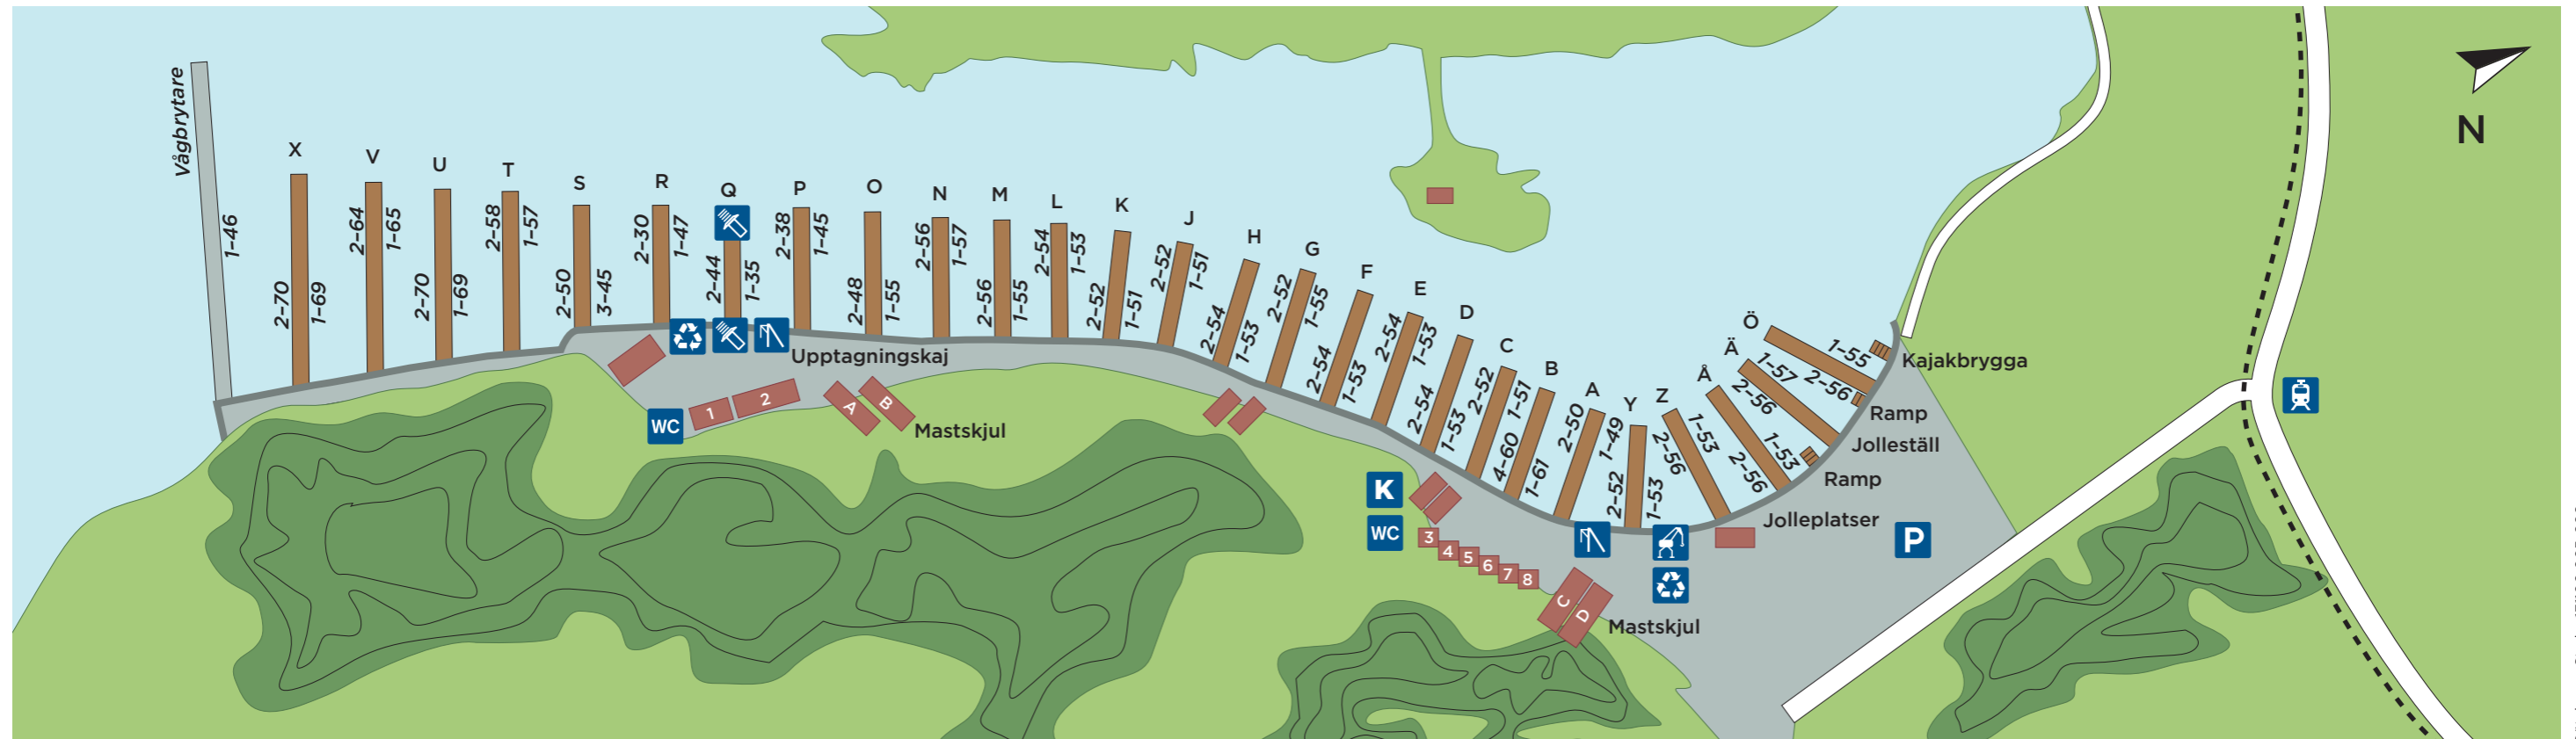 Vågbrytare
1–46
X
2–70
1–69
V
2–64
1–65
U
2–70
1–69
T
2–58
1–57
S
2–50
3–45
R
2–30
1–47
Q
2–44
1–35
P
2–38
1–45
O
2–48
1–55
N
2–56
1–57
M
2–56
1–55
L
2–54
1–53
K
2–52
1–51
J
2–52
1–51
H
2–54
1–53
G
2–52
1–55
F
2–54
1–53
E
2–54
1–53
D
2–54
1–53
C
2–52
1–51
B
4–60
1–61
A
2–50
1–49
Y
2–52
1–53
Z
2–56
1–53
Å
2–56
1–53
Ä
2–56
1–57
Ö
2–56
1–55
N
Kajakbrygga
Ramp
Jolleställ
Ramp
Jolleplatser
P
Upptagningskaj
WC
1
2
A
B
Mastskjul
K
WC
3
4
5
6
7
8
C
D
Mastskjul